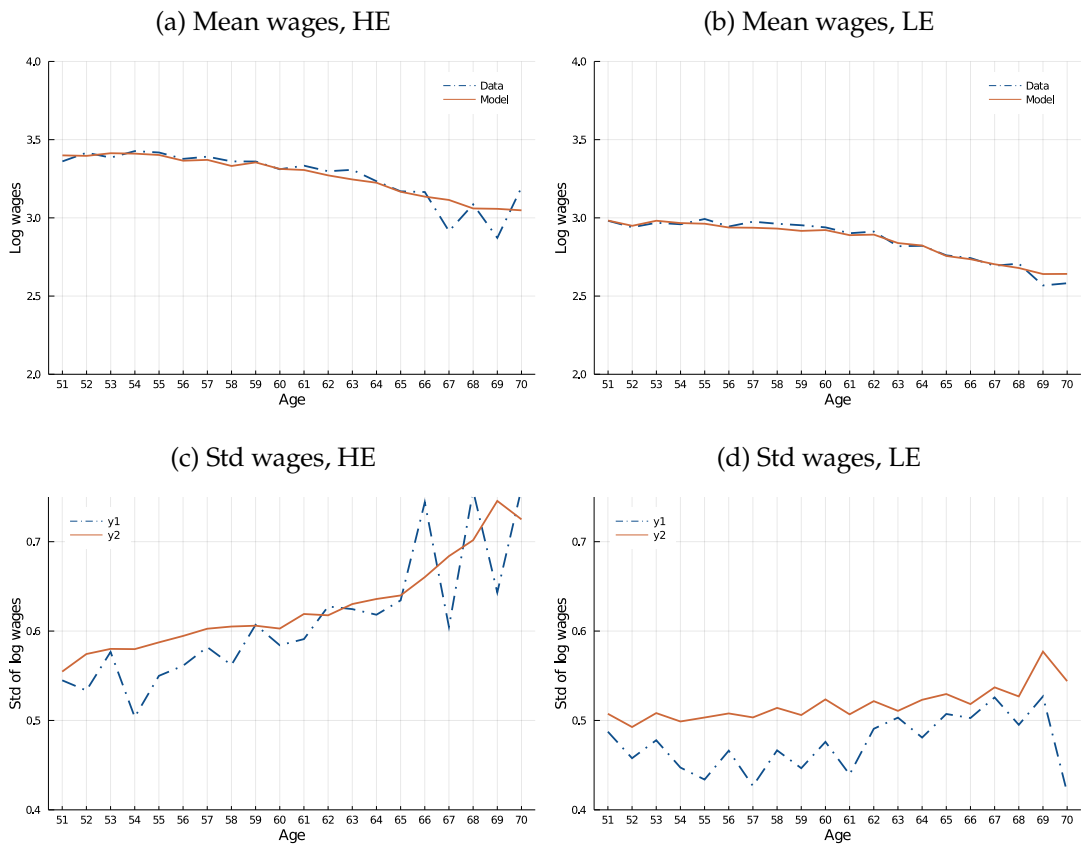 (a) Mean wages, HE
4.0
3.5
3.0
2.5
2.0
Log wages
Data
Model
51 52 53 54 55 56 57 58 59 60 61 62 63 64 65 66 67 68 69 70
Age
(b) Mean wages, LE
4.0
3.5
3.0
2.5
2.0
Log wages
Data
Model
51 52 53 54 55 56 57 58 59 60 61 62 63 64 65 66 67 68 69 70
Age
(c) Std wages, HE
0.7
0.6
0.5
0.4
Std of log wages
y1
y2
51 52 53 54 55 56 57 58 59 60 61 62 63 64 65 66 67 68 69 70
Age
(d) Std wages, LE
0.7
0.6
0.5
0.4
Std of log wages
y1
y2
51 52 53 54 55 56 57 58 59 60 61 62 63 64 65 66 67 68 69 70
Age